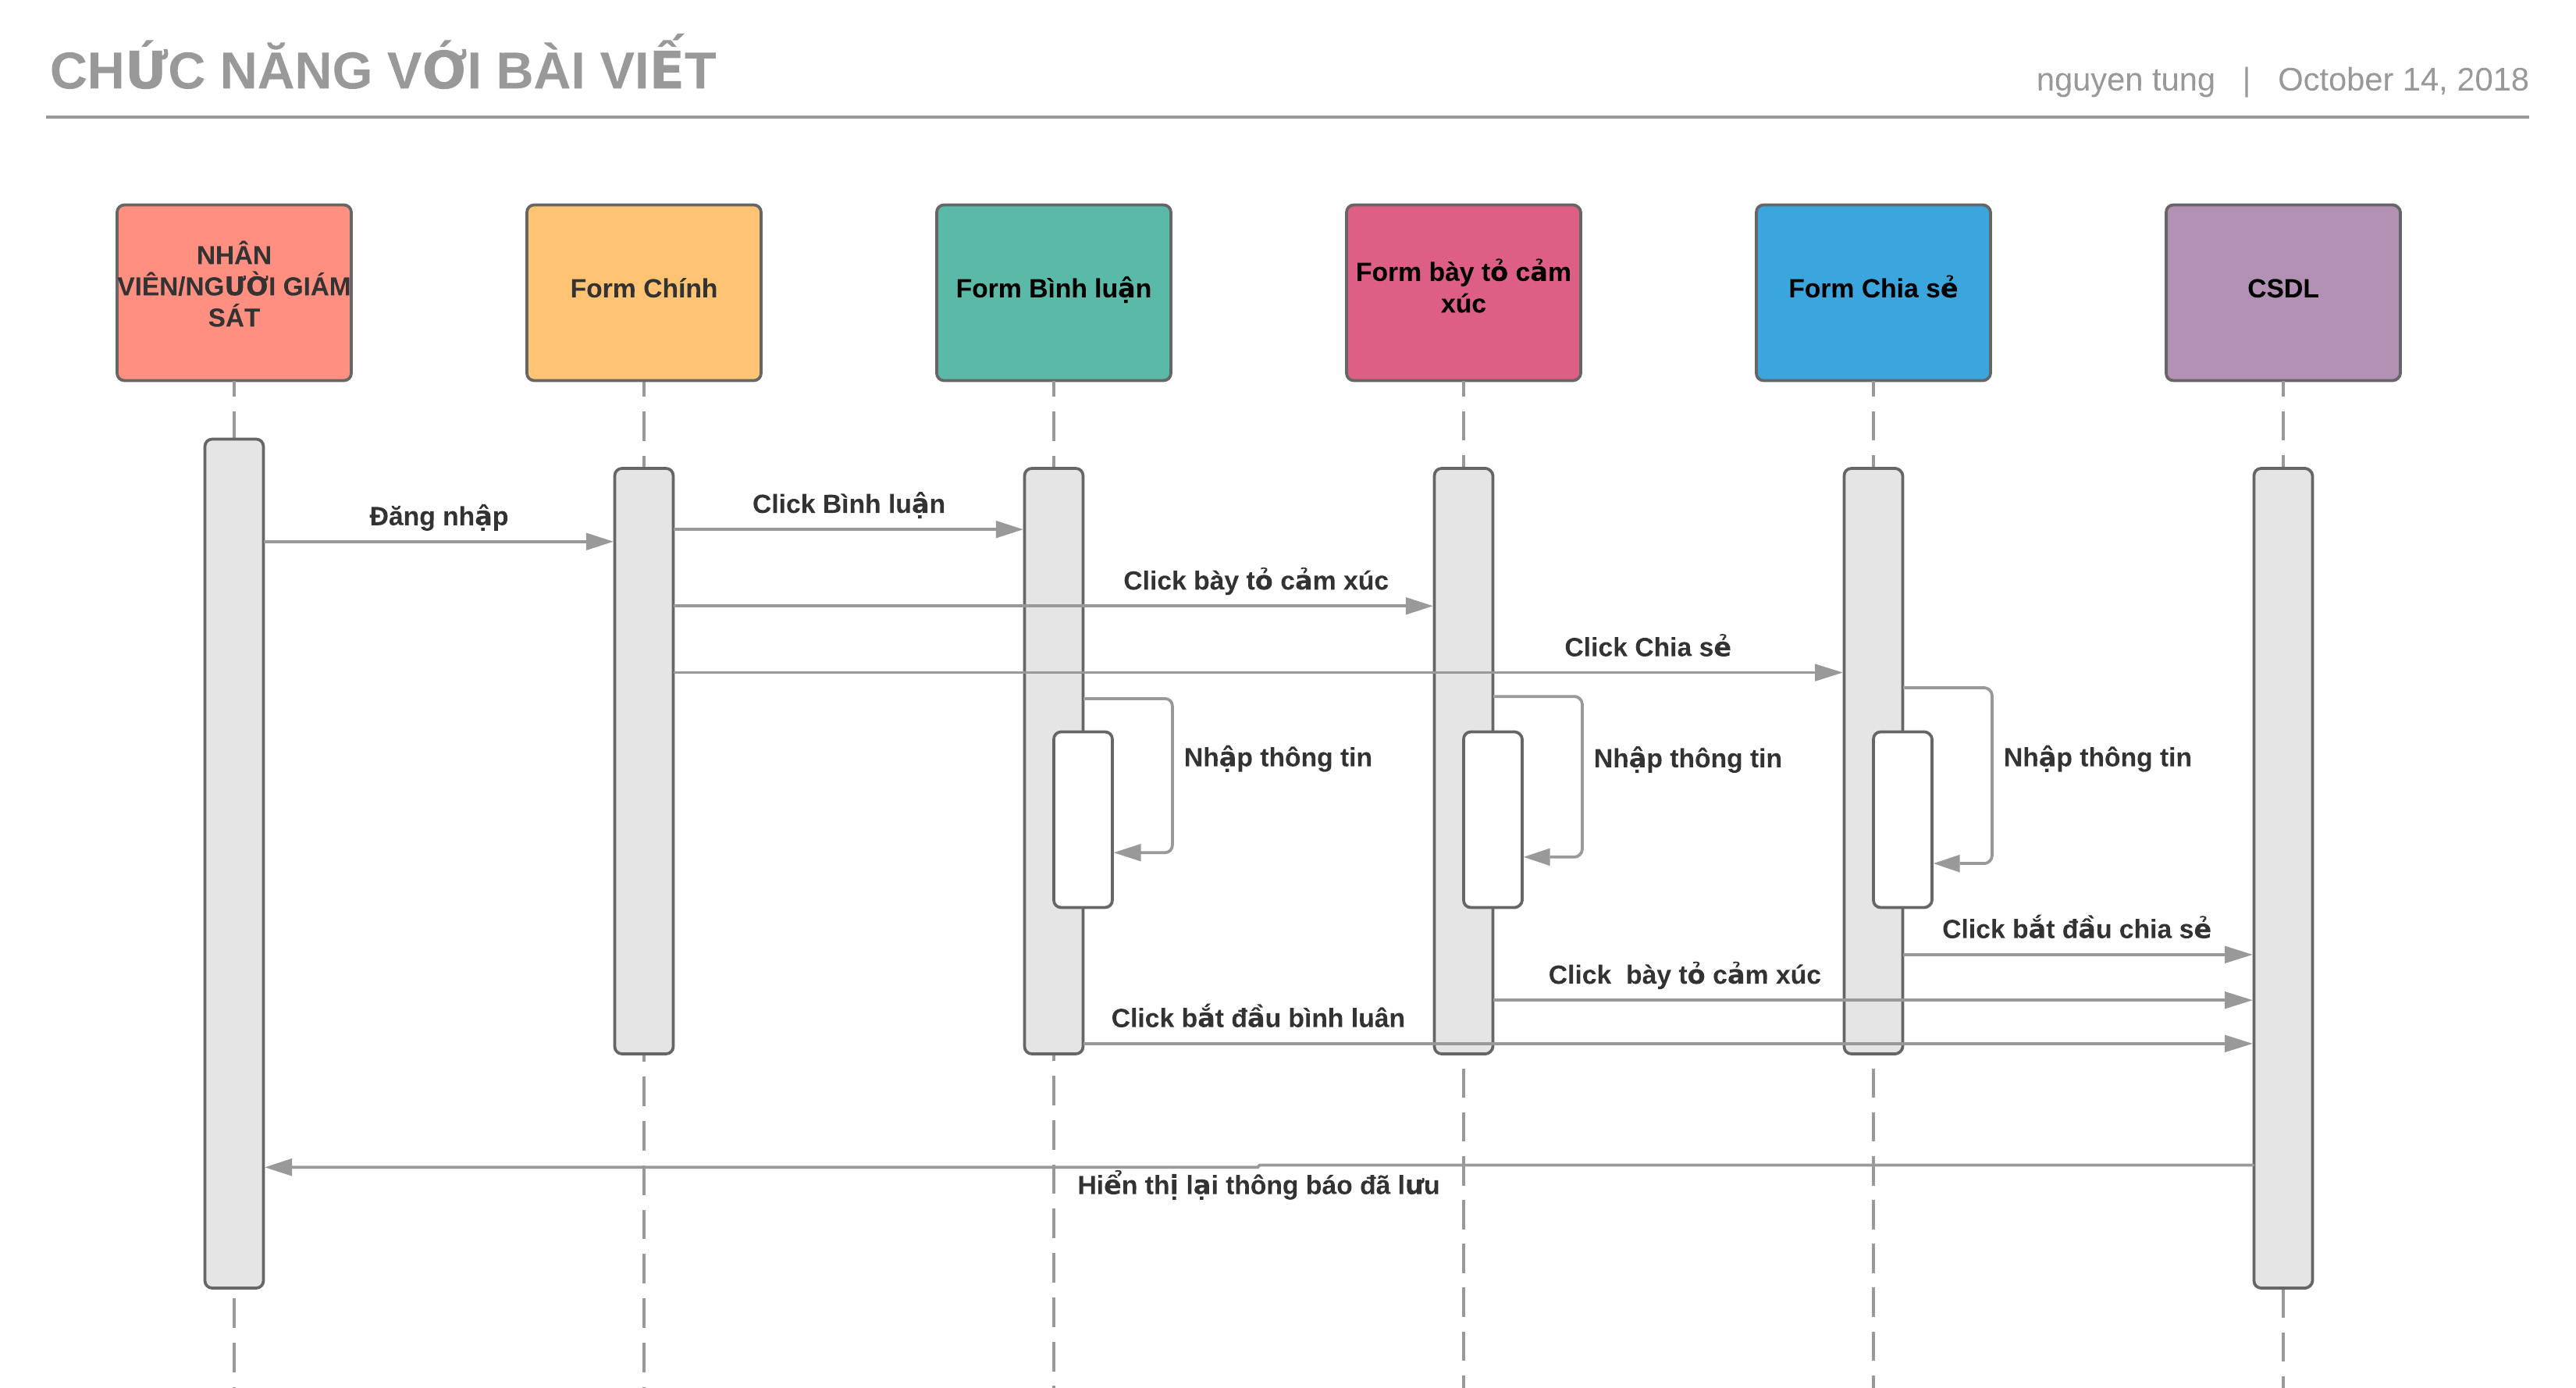 CHỨC NĂNG VỚI BÀI VIẾT
nguyen tung | October 14, 2018
NHÂN
VIÊN/NGƯỜI GIÁM
SÁT
Form Chính
Form Bình luận
Form bày tỏ cảm
xúc
Form Chia sẻ
CSDL
Đăng nhập
Click Bình luận
Click bày tỏ cảm xúc
Click Chia sẻ
Nhập thông tin
Nhập thông tin
Nhập thông tin
Click bắt đầu chia sẻ
Click  bày tỏ cảm xúc
Click bắt đầu bình luân
Hiển thị lại thông báo đã lưu